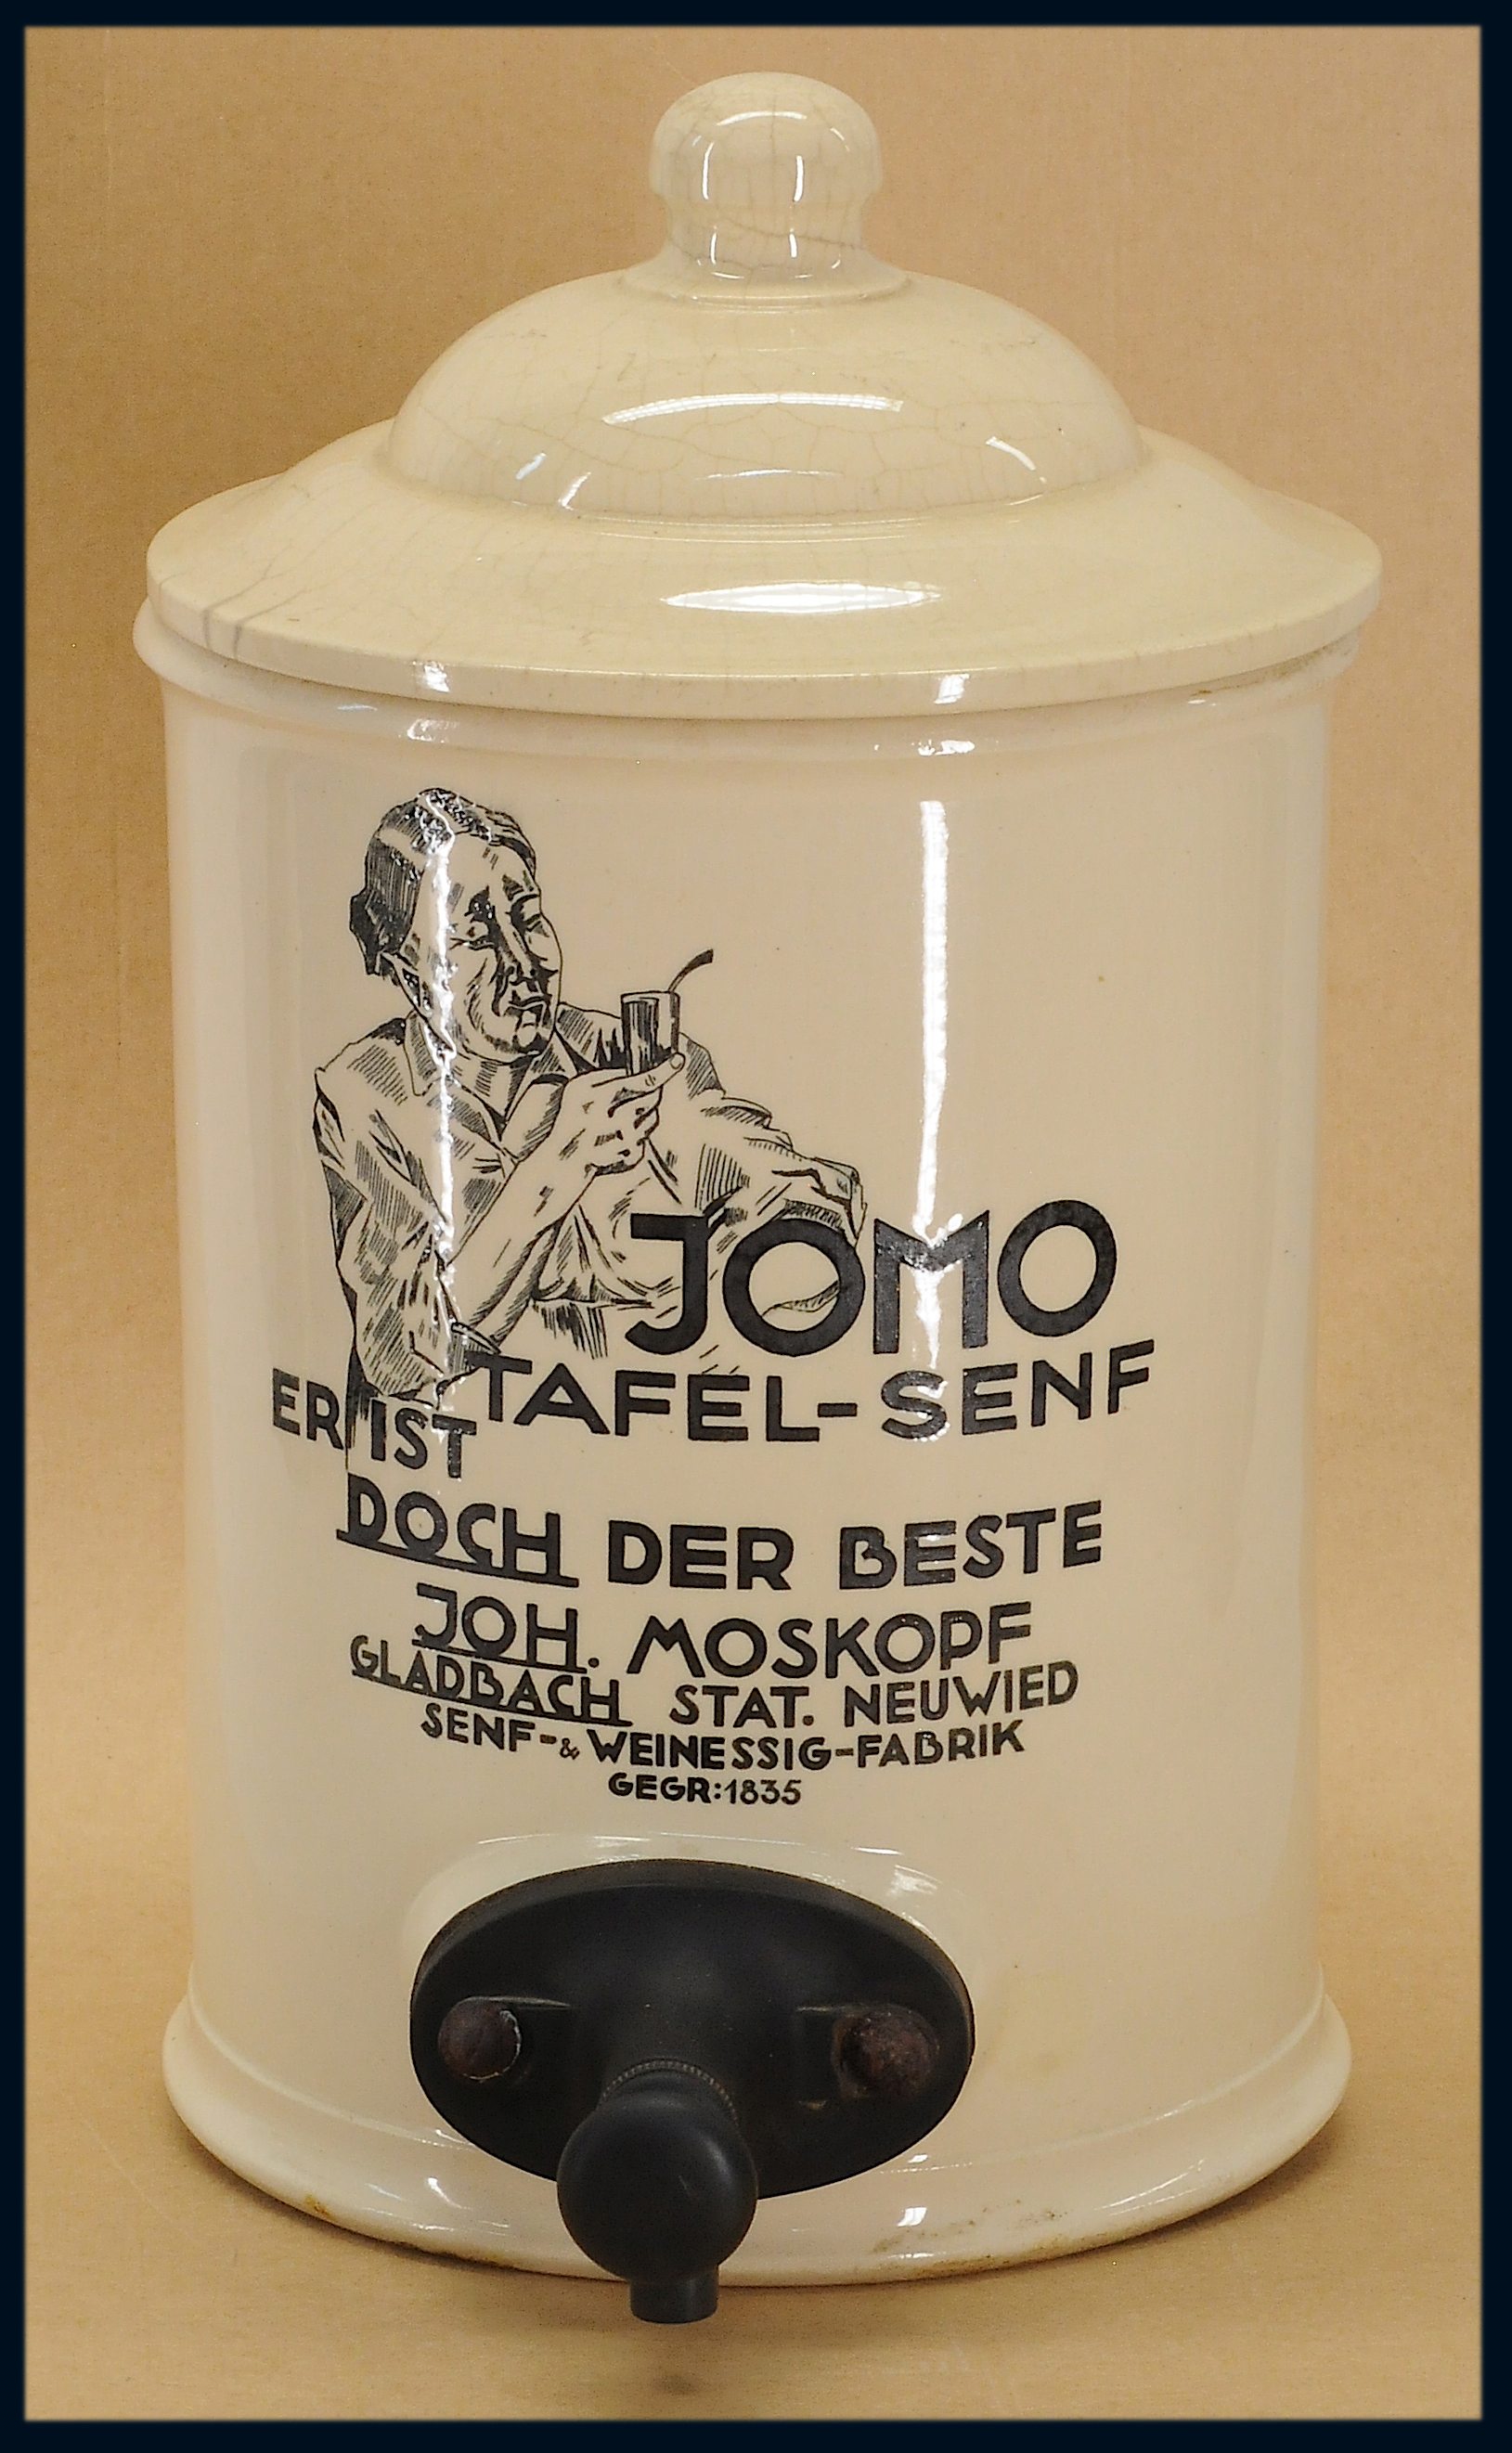 JOMO
TAFEL-SENF
ER IST
DOCH DER BESTE
JOH. MOSKOPF
GLADBACH STAT. NEUWIED
SENF-& WEINESSIG-FABRIK
GEGR:1835